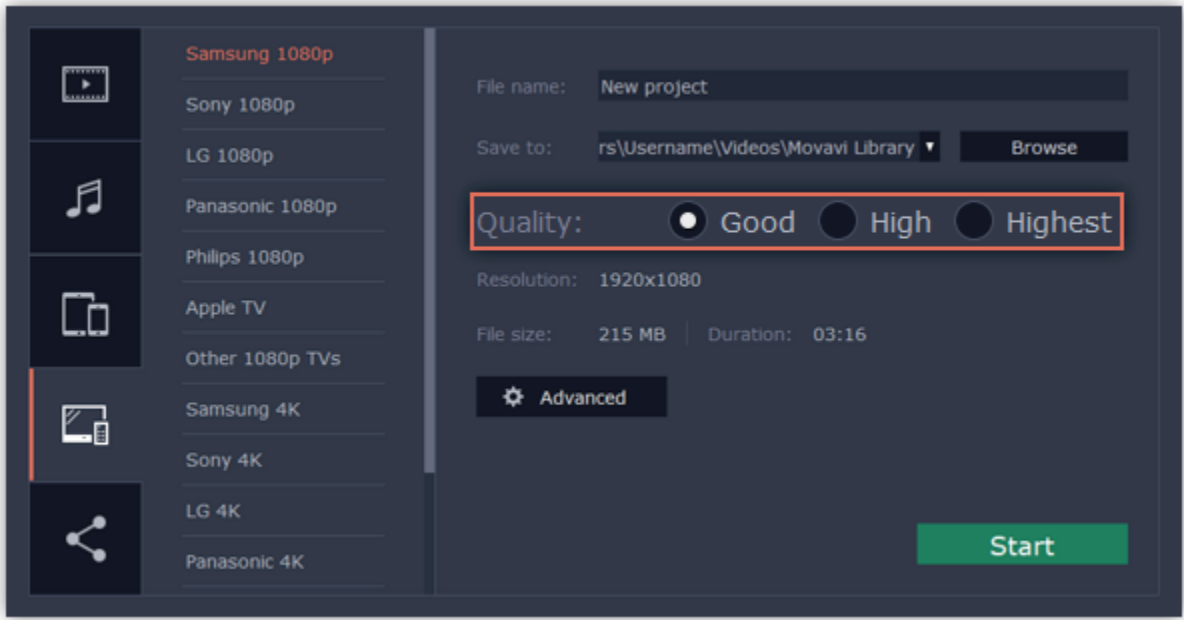 Samsung 1080p
Sony 1080p
LG 1080p
Panasonic 1080p
Philips 1080p
Apple TV
Other 1080p TVs
Samsung 4K
Sony 4K
LG 4K
Panasonic 4K
File name: New project
Save to: rs\Username\Videos\Movavi Library Browse
Quality: Good High Highest
Resolution: 1920x1080
File size: 215 MB Duration: 03:16
Advanced
Start